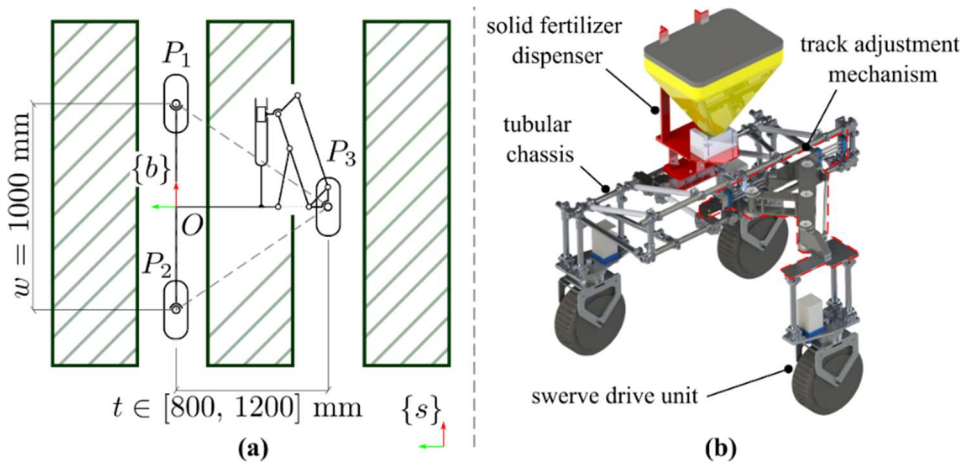 P₁
w = 1000 mm
{b}
O
P₃
P₂
t ∈ [800, 1200] mm
{s}
(a)
solid fertilizer
dispenser
track adjustment
mechanism
tubular
chassis
swerve drive unit
(b)